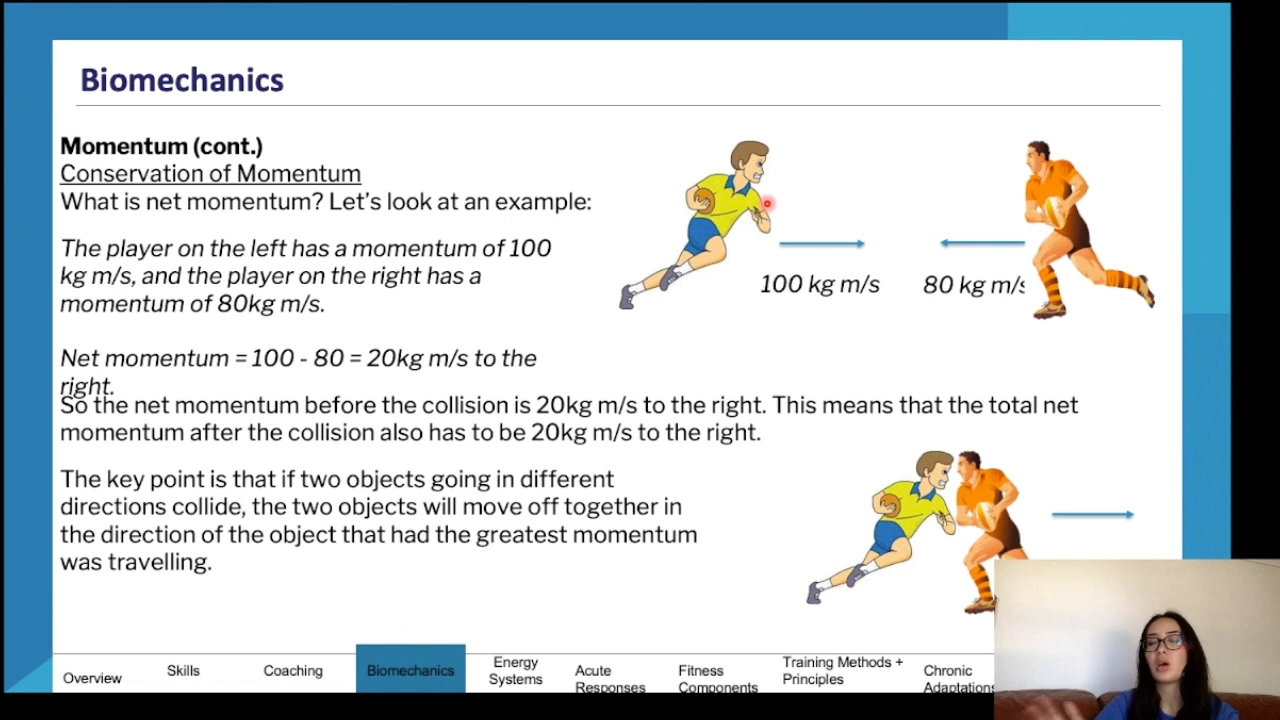 Biomechanics
Momentum (cont.)
Conservation of Momentum
What is net momentum? Let's look at an example:
The player on the left has a momentum of 100
kg m/s, and the player on the right has a
momentum of 80kg m/s.
100 kg m/s
80 kg m/s
Net momentum = 100 - 80 = 20kg m/s to the
right.
So the net momentum before the collision is 20kg m/s to the right. This means that the total net
momentum after the collision also has to be 20kg m/s to the right.
The key point is that if two objects going in different
directions collide, the two objects will move off together in
the direction of the object that had the greatest momentum
was travelling.
Overview
Skills
Coaching
Biomechanics
Energy
Systems
Acute
Responses
Fitness
Components
Training Methods +
Principles
Chronic
Adaptations